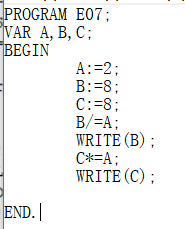 PROGRAM E07;
VAR A,B,C;
BEGIN
A:=2;
B:=8;
C:=8;
B/=A;
WRITE(B);
C*=A;
WRITE(C);
END.